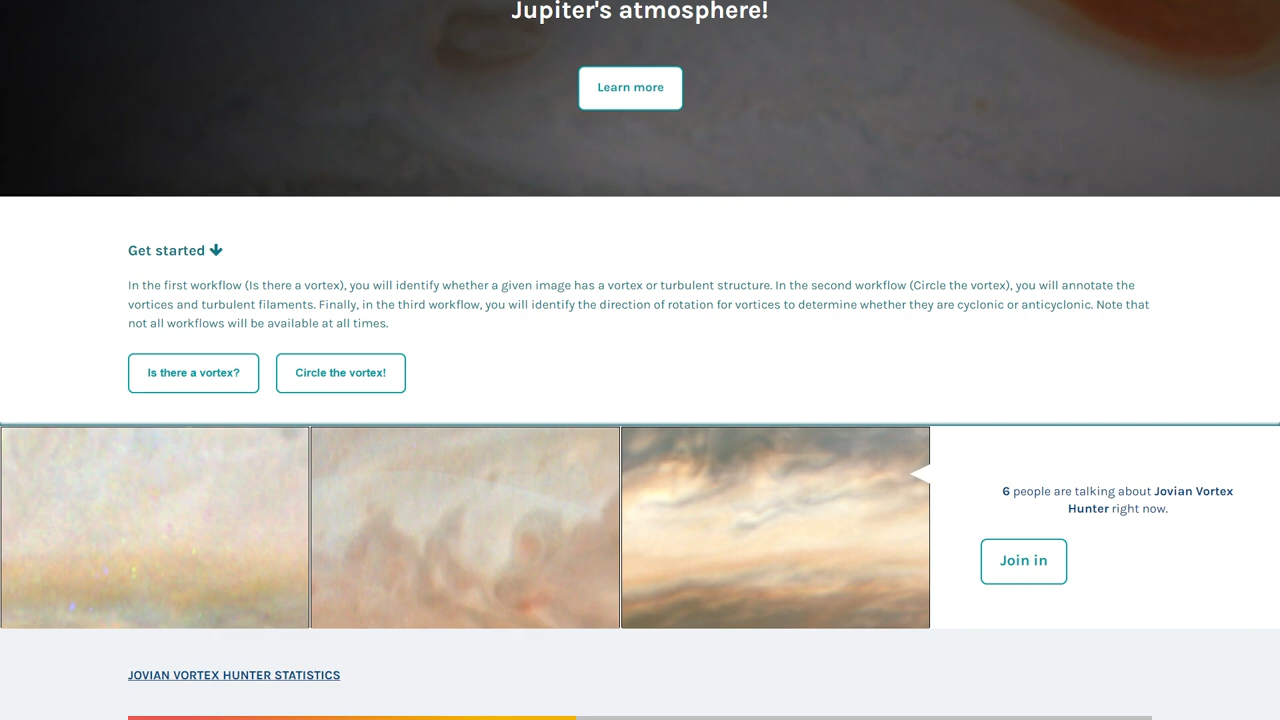 Jupiter's atmosphere!
Learn more
Get started
In the first workflow (Is there a vortex), you will identify whether a given image has a vortex or turbulent structure. In the second workflow (Circle the vortex), you will annotate the
vortices and turbulent filaments. Finally, in the third workflow, you will identify the direction of rotation for vortices to determine whether they are cyclonic or anticyclonic. Note that
not all workflows will be available at all times.
Is there a vortex?
Circle the vortex!
6 people are talking about Jovian Vortex
Hunter right now.
Join in
JOVIAN VORTEX HUNTER STATISTICS